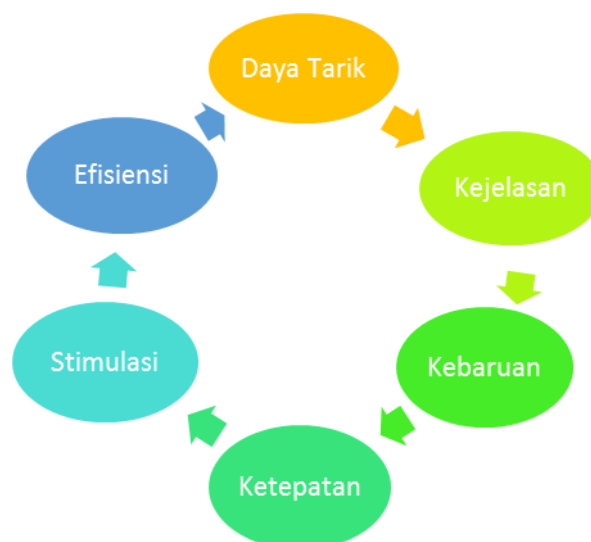 Daya Tarik
Kejelasan
Kebaruan
Ketepatan
Stimulasi
Efisiensi